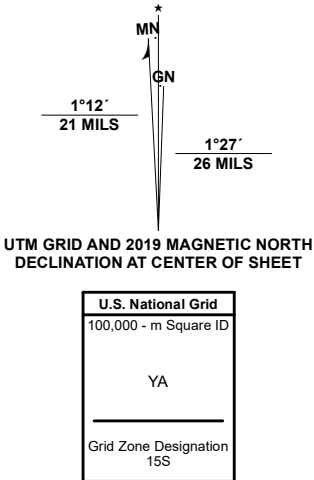 ★
MN
GN
1°12´
21 MILS
1°27´
26 MILS
UTM GRID AND 2019 MAGNETIC NORTH
DECLINATION AT CENTER OF SHEET
U.S. National Grid
100,000 - m Square ID
YA
Grid Zone Designation
15S